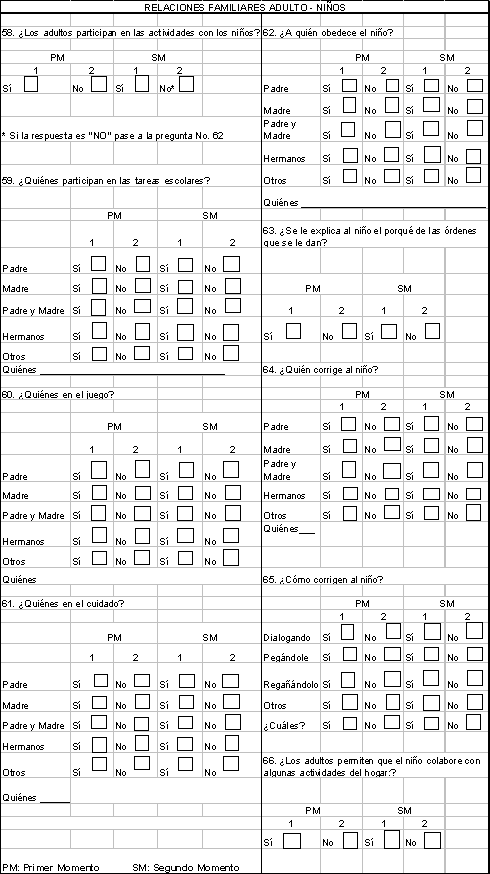 RELACIONES FAMILIARES ADULTO - NIÑOS
58. ¿Los adultos participan en las actividades con los niños?
PM SM
1 2 1 2
Sí No Sí No*
* Si la respuesta es "NO" pase a la pregunta No. 62
59. ¿Quiénes participan en las tareas escolares?
PM SM
1 2 1 2
Padre Sí No Sí No
Madre Sí No Sí No
Padre y Madre Sí No Sí No
Hermanos Sí No Sí No
Otros Sí No Sí No
Quiénes
60. ¿Quiénes en el juego?
PM SM
1 2 1 2
Padre Sí No Sí No
Madre Sí No Sí No
Padre y Madre Sí No Sí No
Hermanos Sí No Sí No
Otros Sí No Sí No
Quiénes
61. ¿Quiénes en el cuidado?
PM SM
1 2 1 2
Padre Sí No Sí No
Madre Sí No Sí No
Padre y Madre Sí No Sí No
Hermanos Sí No Sí No
Otros Sí No Sí No
Quiénes
PM: Primer Momento SM: Segundo Momento
62. ¿A quién obedece el niño?
PM SM
1 2 1 2
Padre Sí No Sí No
Madre Sí No Sí No
Padre y
Madre Sí No Sí No
Hermanos Sí No Sí No
Otros Sí No Sí No
Quiénes
63. ¿Se le explica al niño el porqué de las órdenes
que se le dan?
PM SM
1 2 1 2
Sí No Sí No
64. ¿Quién corrige al niño?
PM SM
1 2 1 2
Padre Sí No Sí No
Madre Sí No Sí No
Padre y
Madre Sí No Sí No
Hermanos Sí No Sí No
Otros Sí No Sí No
Quiénes
65. ¿Cómo corrigen al niño?
PM SM
1 2 1 2
Dialogando Sí No Sí No
Pegándole Sí No Sí No
Regañándolo Sí No Sí No
Otros Sí No Sí No
¿Cuáles? Sí No Sí No
66. ¿Los adultos permiten que el niño colabore con
algunas actividades del hogar.?
PM SM
1 2 1 2
Sí No Sí No